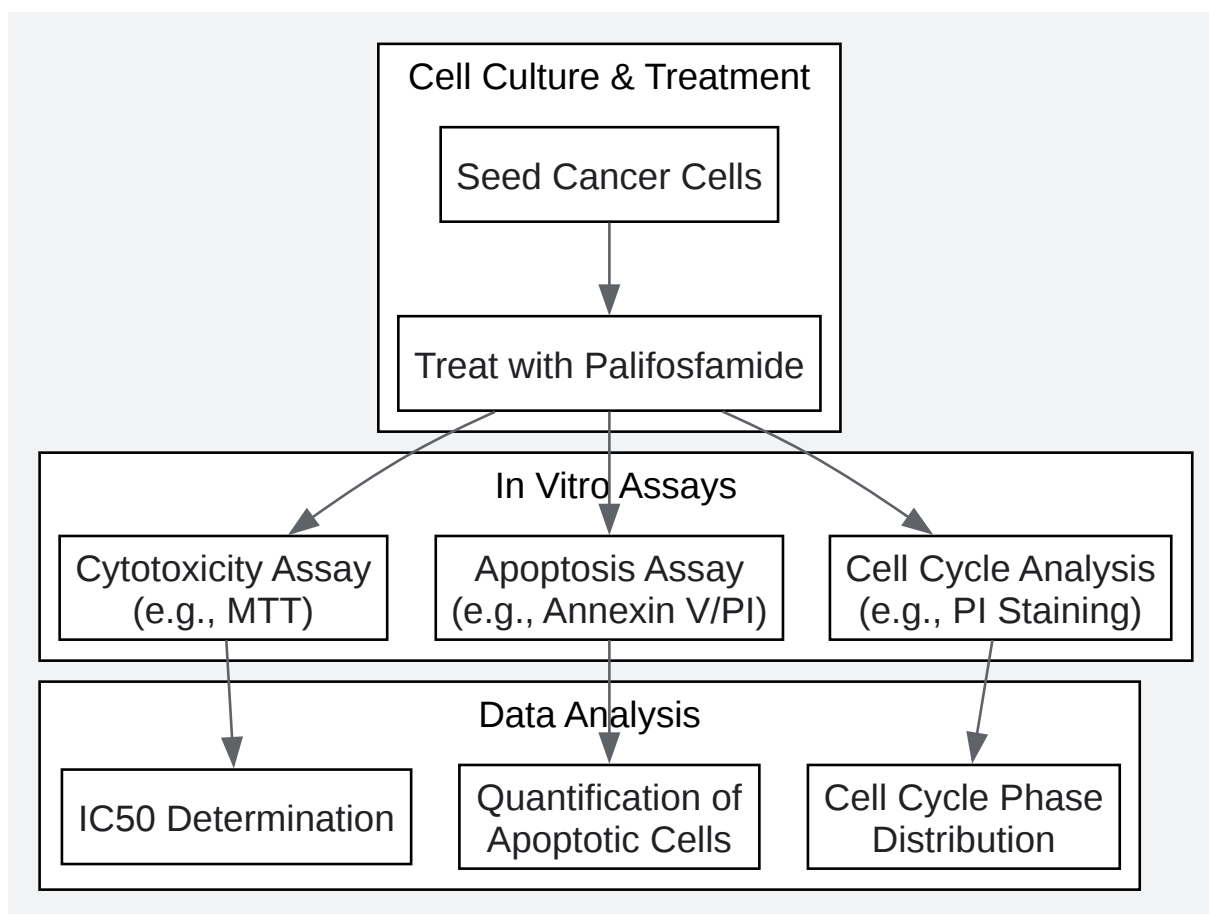 Cell Culture & Treatment
Seed Cancer Cells
Treat with Palifosfamide
In Vitro Assays
Cytotoxicity Assay
(e.g., MTT)
Apoptosis Assay
(e.g., Annexin V/PI)
Cell Cycle Analysis
(e.g., PI Staining)
Data Analysis
IC50 Determination
Quantification of
Apoptotic Cells
Cell Cycle Phase
Distribution